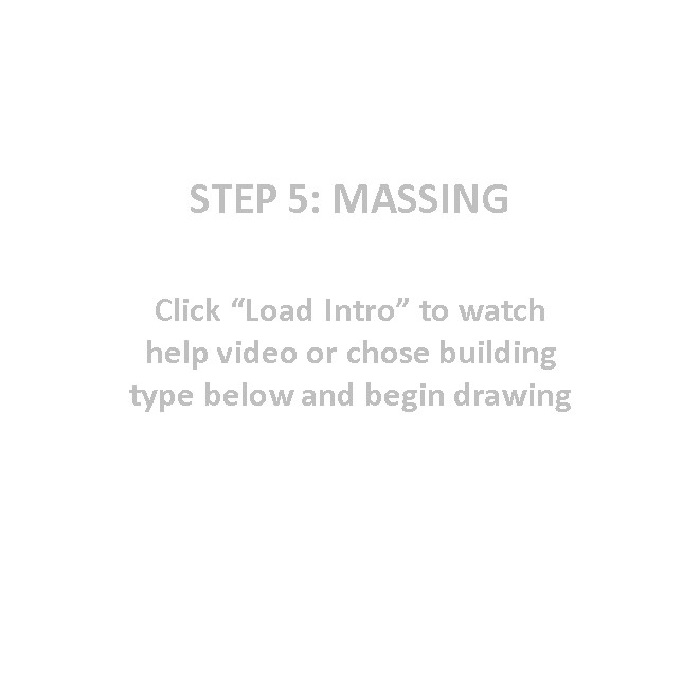 STEP 5: MASSING
Click “Load Intro” to watch
help video or chose building
type below and begin drawing